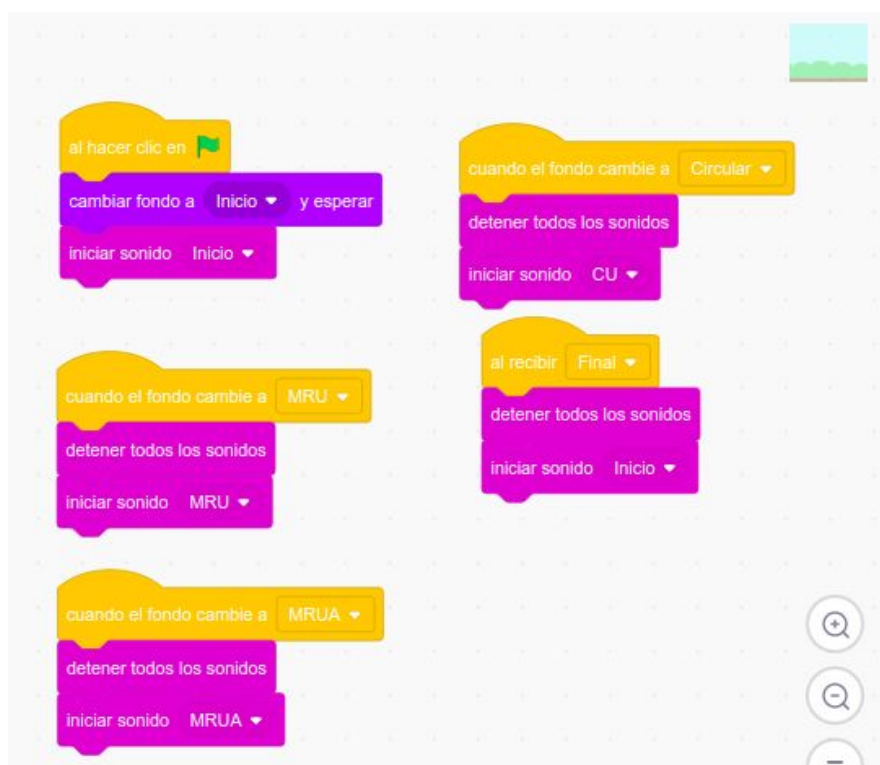 al hacer clic en
cambiar fondo a Inicio y esperar
iniciar sonido Inicio
cuando el fondo cambie a MRU
detener todos los sonidos
iniciar sonido MRU
cuando el fondo cambie a MRUA
detener todos los sonidos
iniciar sonido MRUA
cuando el fondo cambie a Circular
detener todos los sonidos
iniciar sonido CU
al recibir Final
detener todos los sonidos
iniciar sonido Inicio